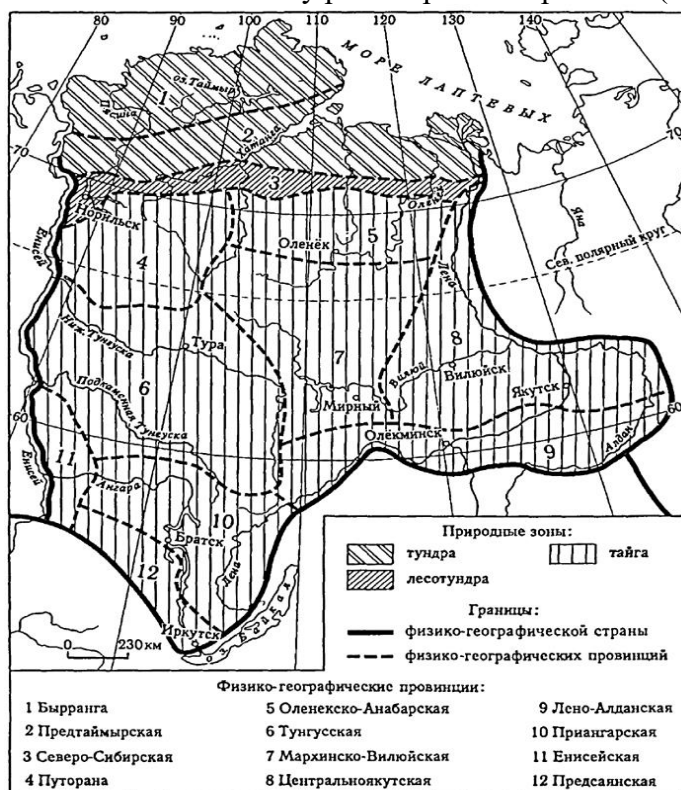 80
90
100
110
120
130
140
МОРЕ ЛАПТЕВЫХ
оз. Таймыр
Пясина
1
2
Хатанга
70
70
3
Норильск
Оленек
Яна
Енисей
4
Оленёк
5
Сев. полярный круг
Лена
Ниж. Тунгуска
Тура
7
8
6
Вилюй
Вилюйск
Подкаменная Тунгуска
Мирный
Якутск
60
60
Олекминск
11
9
Алдан
Енисей
Ангара
10
Братск
Лена
12
Иркутск
оз. Байкал
0 230 км
Природные зоны:
тундра тайга
лесотундра
Границы:
физико-географической страны
физико-географических провинций
Физико-географические провинции:
1 Бырранга 5 Оленекско-Анабарская 9 Лено-Алданская
2 Предтаймырская 6 Тунгусская 10 Приангарская
3 Северо-Сибирская 7 Мархинско-Вилюйская 11 Енисейская
4 Путорана 8 Центральноякутская 12 Предсаянская